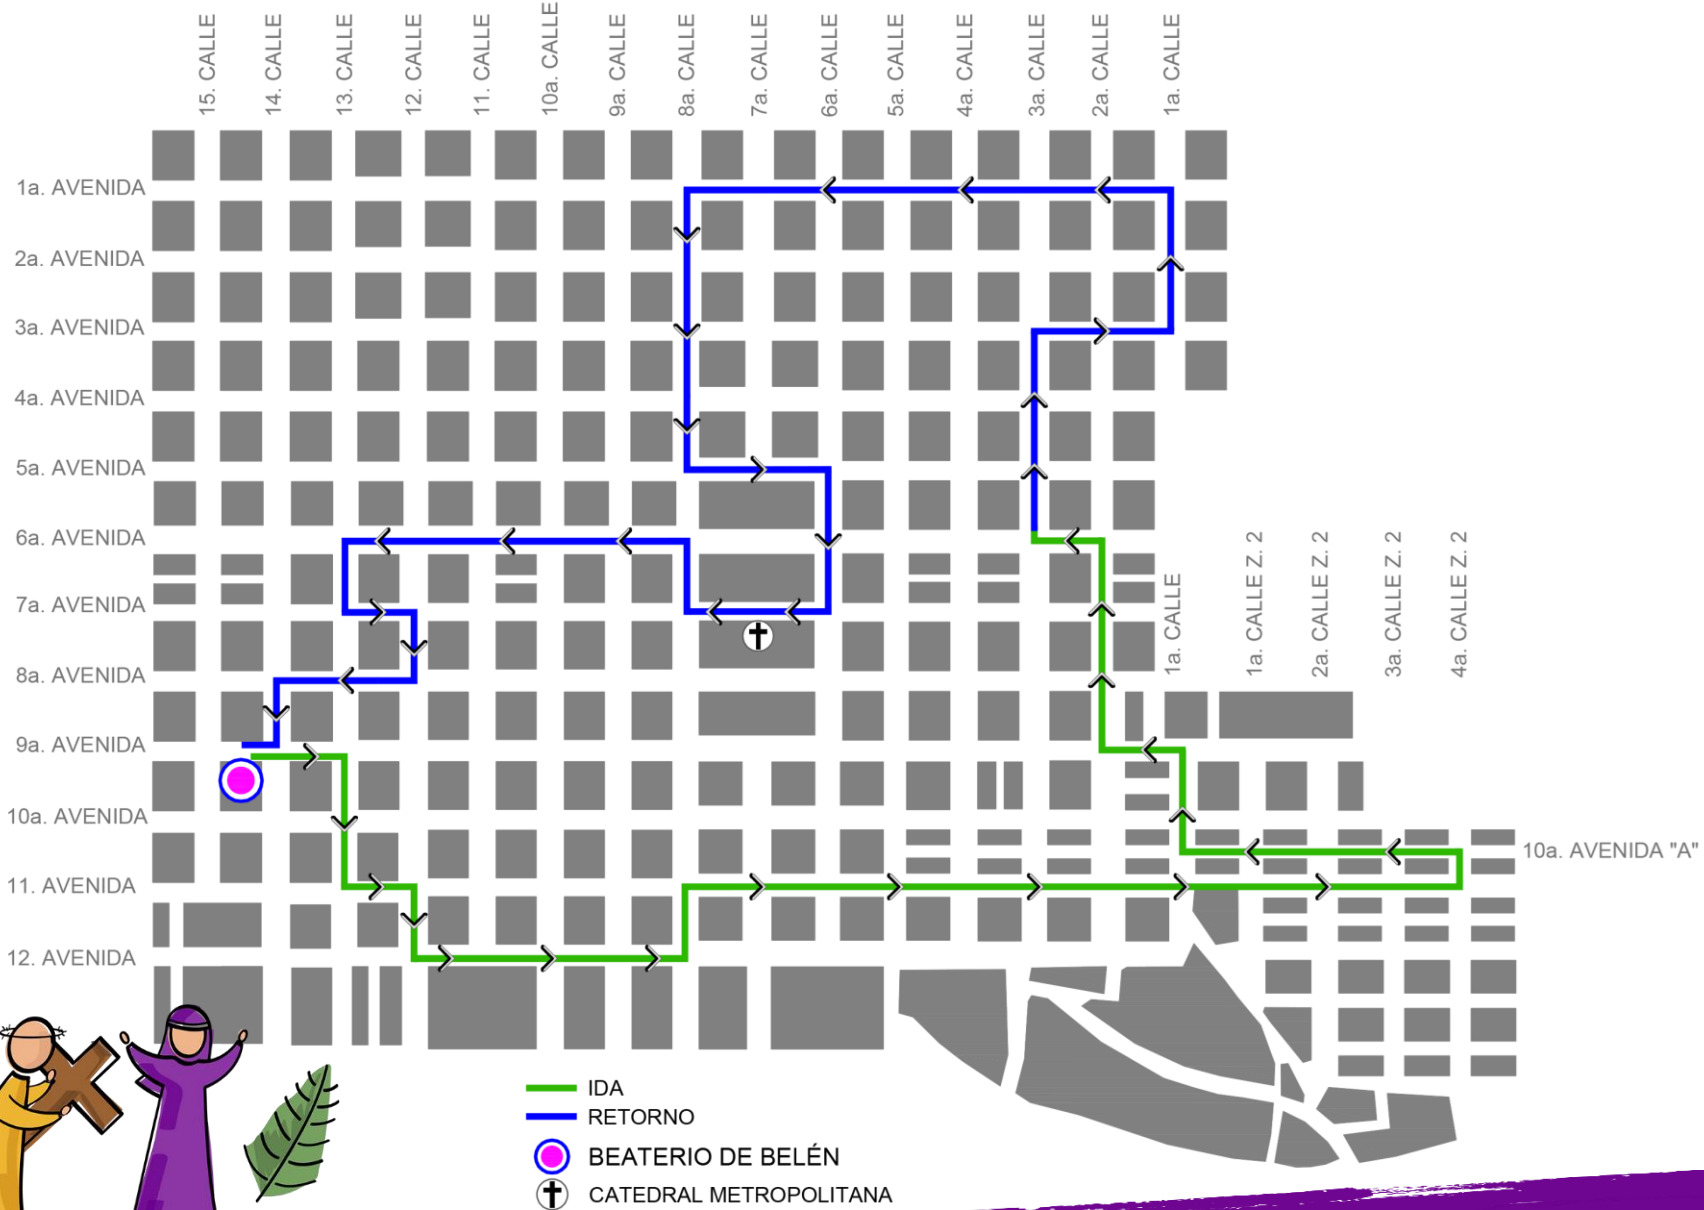 15. CALLE
14. CALLE
13. CALLE
12. CALLE
11. CALLE
10a. CALLE
9a. CALLE
8a. CALLE
7a. CALLE
6a. CALLE
5a. CALLE
4a. CALLE
3a. CALLE
2a. CALLE
1a. CALLE
1a. AVENIDA
2a. AVENIDA
3a. AVENIDA
4a. AVENIDA
5a. AVENIDA
6a. AVENIDA
7a. AVENIDA
8a. AVENIDA
9a. AVENIDA
10a. AVENIDA
11. AVENIDA
12. AVENIDA
1a. CALLE
1a. CALLE Z. 2
2a. CALLE Z. 2
3a. CALLE Z. 2
4a. CALLE Z. 2
10a. AVENIDA "A"
IDA
RETORNO
BEATERIO DE BELÉN
CATEDRAL METROPOLITANA